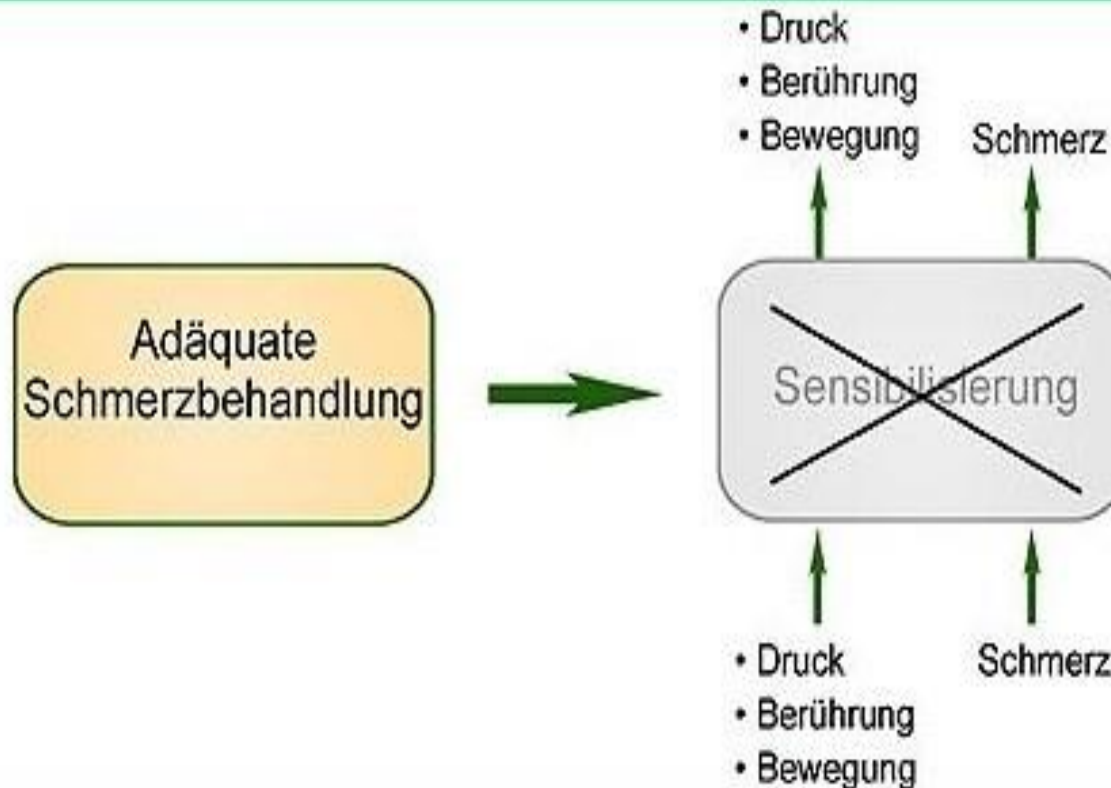 • Druck
• Berührung
• Bewegung
Schmerz
Adäquate
Schmerzbehandlung
Sensibilisierung
• Druck
• Berührung
• Bewegung
Schmerz